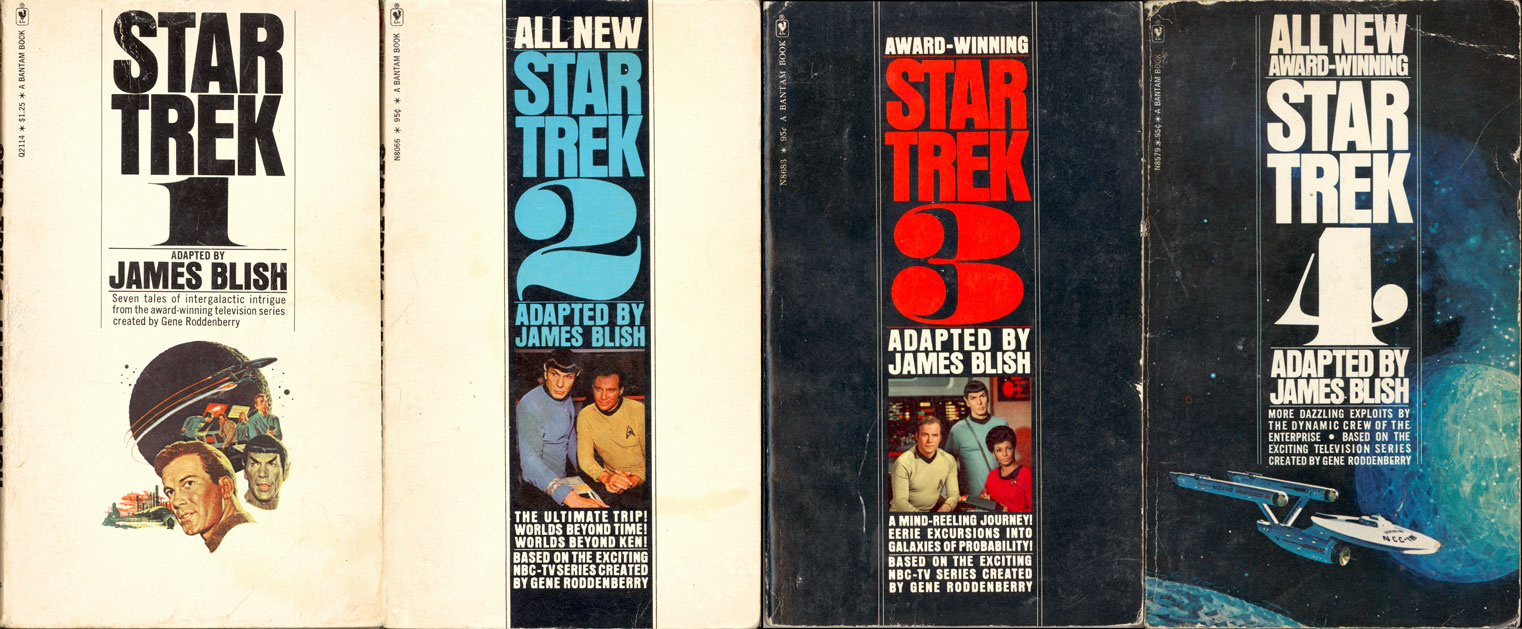 Q2114 * $1.25 * A BANTAM BOOK
STAR
TREK
1
ADAPTED BY
JAMES BLISH
Seven tales of intergalactic intrigue
from the award-winning television series
created by Gene Roddenberry
N8066 * 95¢ * A BANTAM BOOK
ALL NEW
STAR
TREK
2
ADAPTED BY
JAMES BLISH
THE ULTIMATE TRIP!
WORLDS BEYOND TIME!
WORLDS BEYOND KEN!
BASED ON THE EXCITING
NBC-TV SERIES CREATED
BY GENE RODDENBERRY
N8683 * 95¢ A BANTAM BOOK
AWARD-WINNING
STAR
TREK
3
ADAPTED BY
JAMES BLISH
A MIND-REELING JOURNEY!
EERIE EXCURSIONS INTO
GALAXIES OF PROBABILITY!
BASED ON THE EXCITING
NBC-TV SERIES CREATED
BY GENE RODDENBERRY
N8579 * 95¢ * A BANTAM BOOK
ALL NEW
AWARD-WINNING
STAR
TREK
4
ADAPTED BY
JAMES BLISH
MORE DAZZLING EXPLOITS BY
THE DYNAMIC CREW OF THE
ENTERPRISE • BASED ON THE
EXCITING TELEVISION SERIES
CREATED BY GENE RODDENBERRY